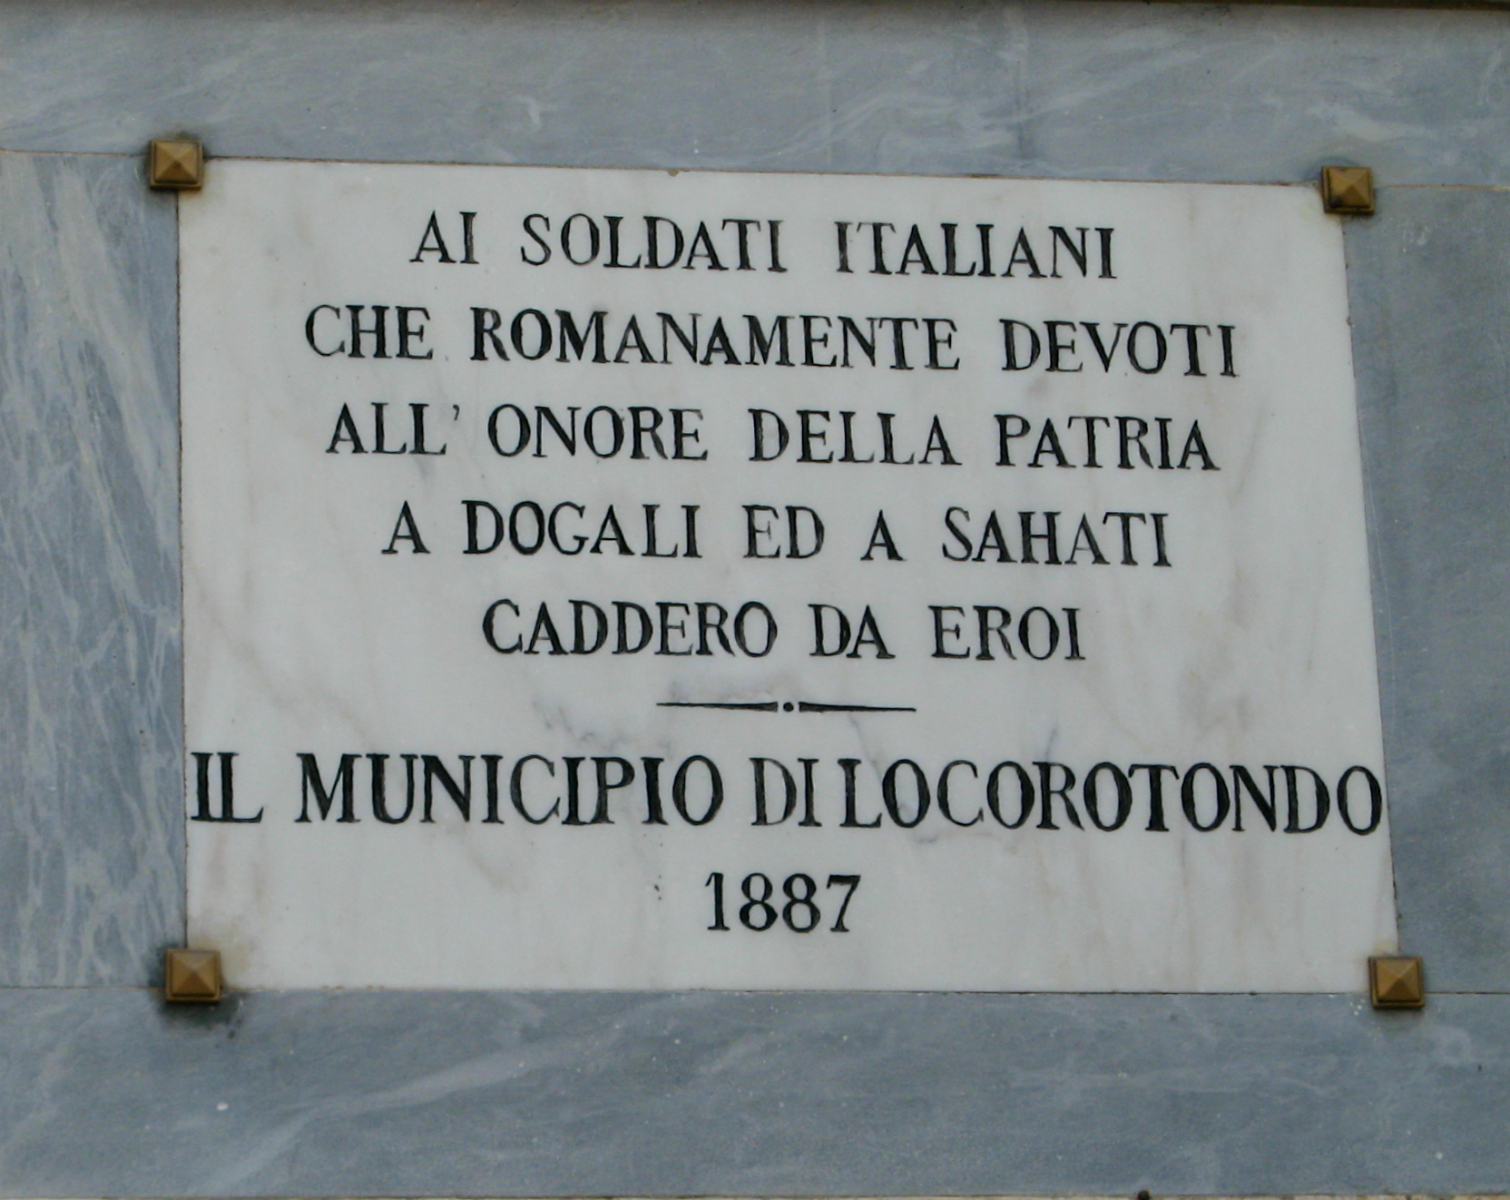 AI SOLDATI ITALIANI
CHE ROMANAMENTE DEVOTI
ALL' ONORE DELLA PATRIA
A DOGALI ED A SAHATI
CADDERO DA EROI
IL MUNICIPIO DI LOCOROTONDO
1887